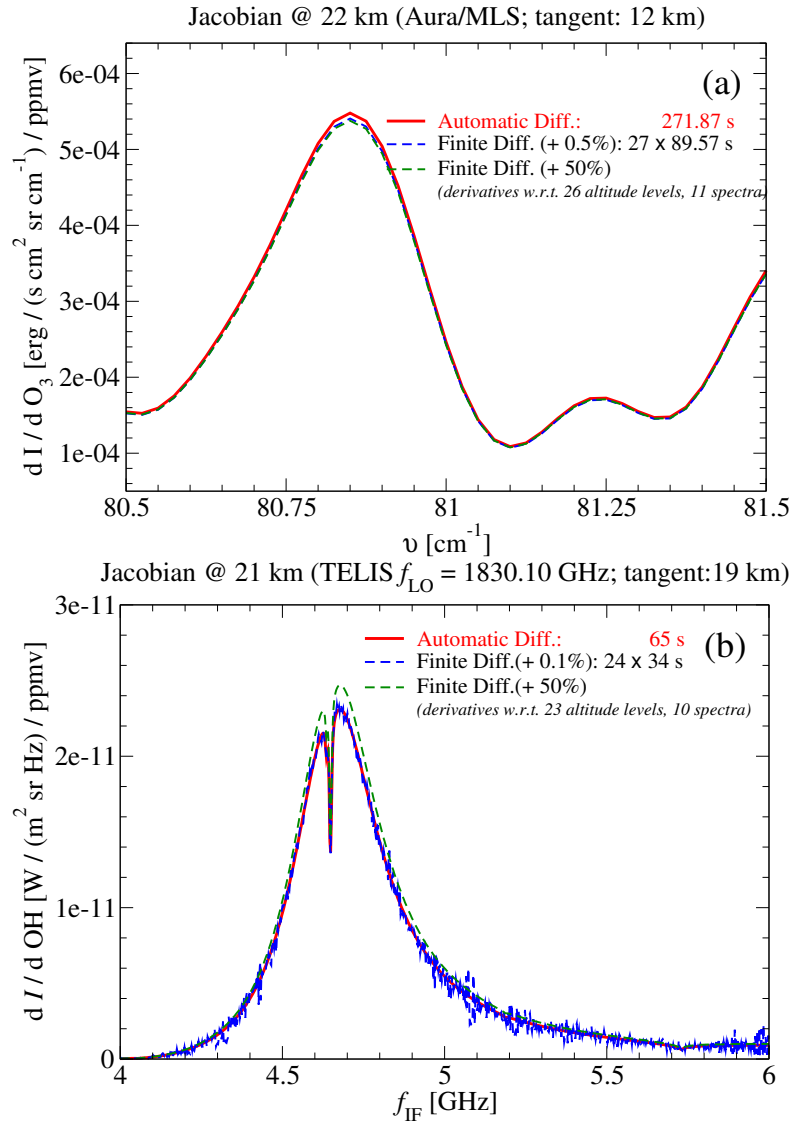 Jacobian @ 22 km (Aura/MLS; tangent: 12 km)
6e-04
5e-04
4e-04
3e-04
2e-04
1e-04
d I / d O₃ [erg / (s cm² sr cm⁻¹) / ppmv]
(a)
Automatic Diff.: 271.87 s
Finite Diff. (+ 0.5%): 27 x 89.57 s
Finite Diff. (+ 50%)
(derivatives w.r.t. 26 altitude levels, 11 spectra)
80.5 80.75 81 81.25 81.5
υ [cm⁻¹]
Jacobian @ 21 km (TELIS f_LO = 1830.10 GHz; tangent:19 km)
3e-11
2e-11
1e-11
0
d I / d OH [W / (m² sr Hz) / ppmv]
(b)
Automatic Diff.: 65 s
Finite Diff.(+ 0.1%): 24 x 34 s
Finite Diff.(+ 50%)
(derivatives w.r.t. 23 altitude levels, 10 spectra)
4 4.5 5 5.5 6
f_IF [GHz]